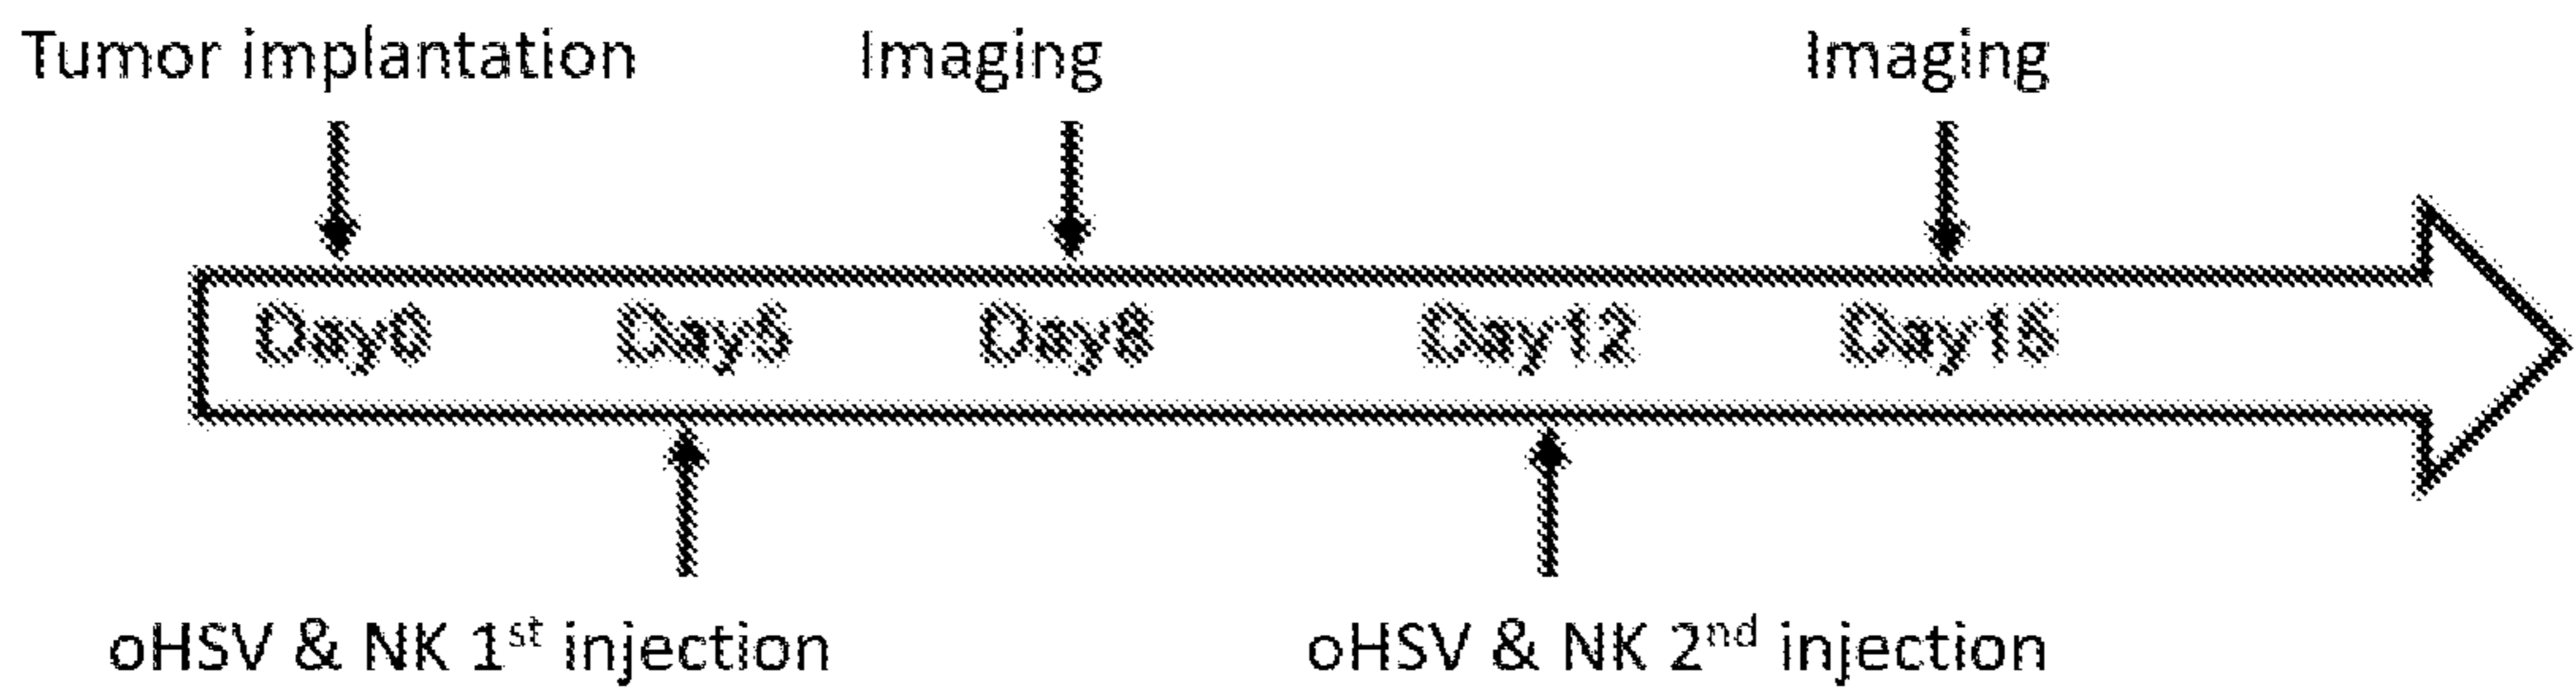 Tumor implantation Imaging Imaging
Day0 Day5 Day8 Day12 Day15
oHSV & NK 1st injection oHSV & NK 2nd injection